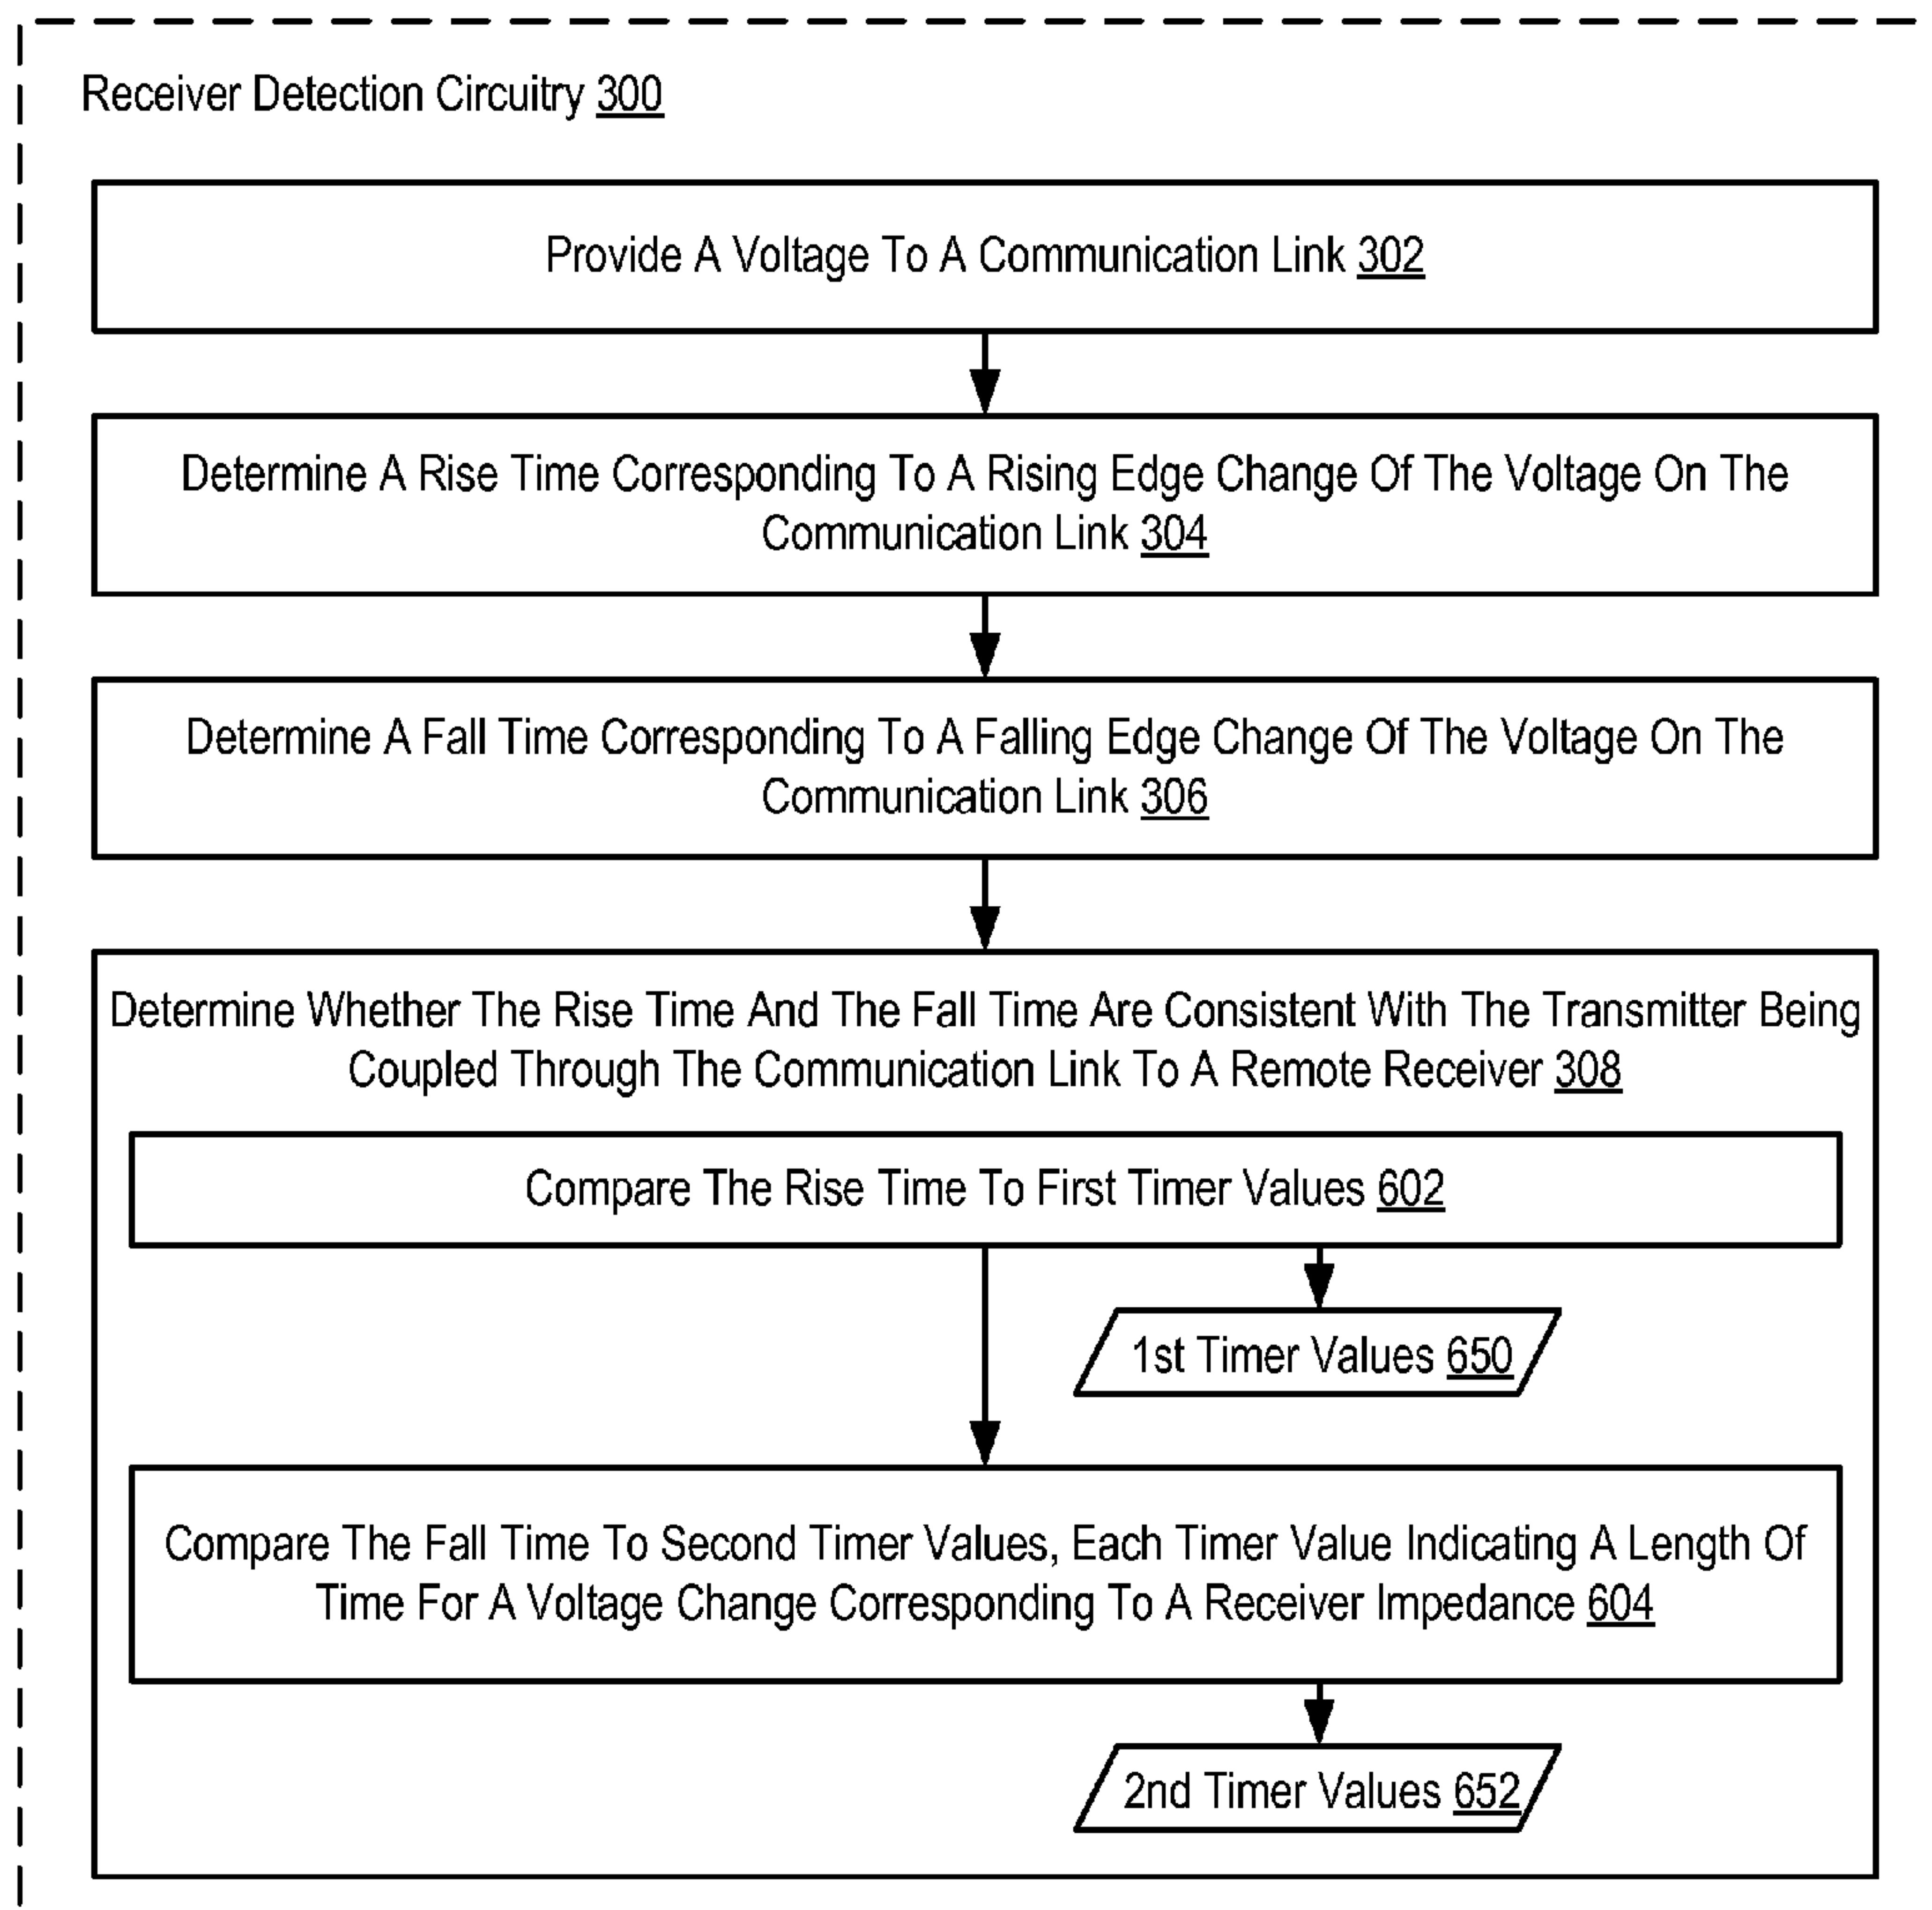 Receiver Detection Circuitry 300
Provide A Voltage To A Communication Link 302
Determine A Rise Time Corresponding To A Rising Edge Change Of The Voltage On The
Communication Link 304
Determine A Fall Time Corresponding To A Falling Edge Change Of The Voltage On The
Communication Link 306
Determine Whether The Rise Time And The Fall Time Are Consistent With The Transmitter Being
Coupled Through The Communication Link To A Remote Receiver 308
Compare The Rise Time To First Timer Values 602
1st Timer Values 650
Compare The Fall Time To Second Timer Values, Each Timer Value Indicating A Length Of
Time For A Voltage Change Corresponding To A Receiver Impedance 604
2nd Timer Values 652